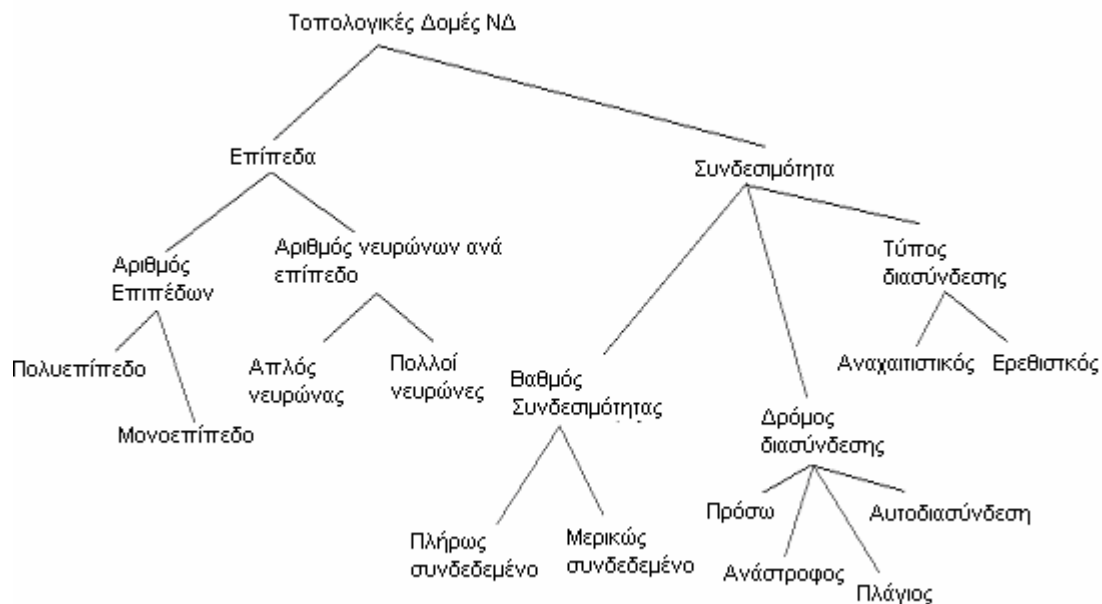 Τοπολογικές Δομές ΝΔ
Επίπεδα
Συνδεσιμότητα
Αριθμός
Επιπέδων
Αριθμός νευρώνων ανά
επίπεδο
Τύπος
διασύνδεσης
Πολυεπίπεδο
Μονοεπίπεδο
Απλός
νευρώνας
Πολλοί
νευρώνες
Βαθμός
Συνδεσιμότητας
Δρόμος
διασύνδεσης
Αναχαιτιστικός
Ερεθιστκός
Πλήρως
συνδεδεμένο
Μερικώς
συνδεδεμένο
Πρόσω
Ανάστροφος
Πλάγιος
Αυτοδιασύνδεση